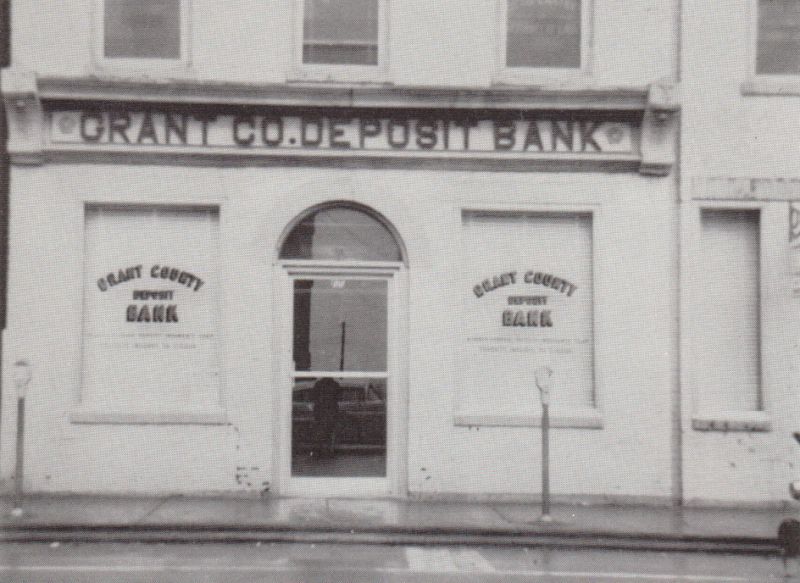 GRANT CO. DEPOSIT BANK
GRANT COUNTY
DEPOSIT
BANK
GRANT COUNTY
DEPOSIT
BANK